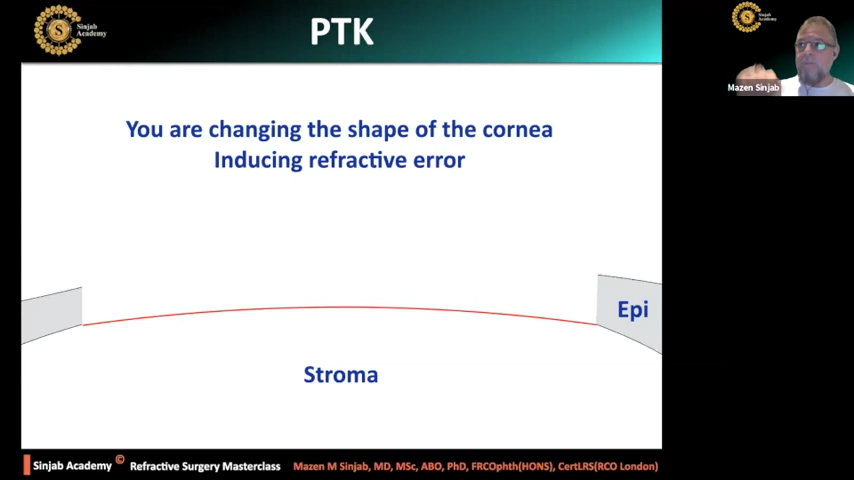 Sinjab
Academy
PTK
Sinjab
Academy
Mazen Sinjab
You are changing the shape of the cornea
Inducing refractive error
Epi
Stroma
Sinjab Academy © Refractive Surgery Masterclass Mazen M Sinjab, MD, MSc, ABO, PhD, FRCOphth(HONS), CertLRS(RCO London)